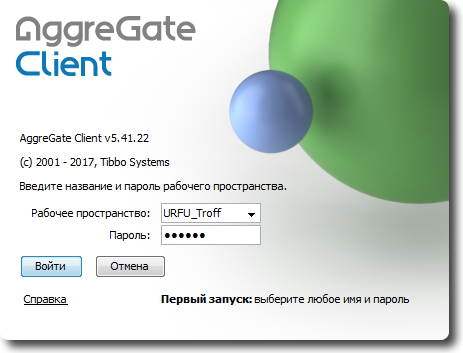 AggreGate
Client
AggreGate Client v5.41.22
(c) 2001 - 2017, Tibbo Systems
Введите название и пароль рабочего пространства.
Рабочее пространство: URFU_Troff
Пароль: ●●●●●●
Войти Отмена
Справка Первый запуск: выберите любое имя и пароль